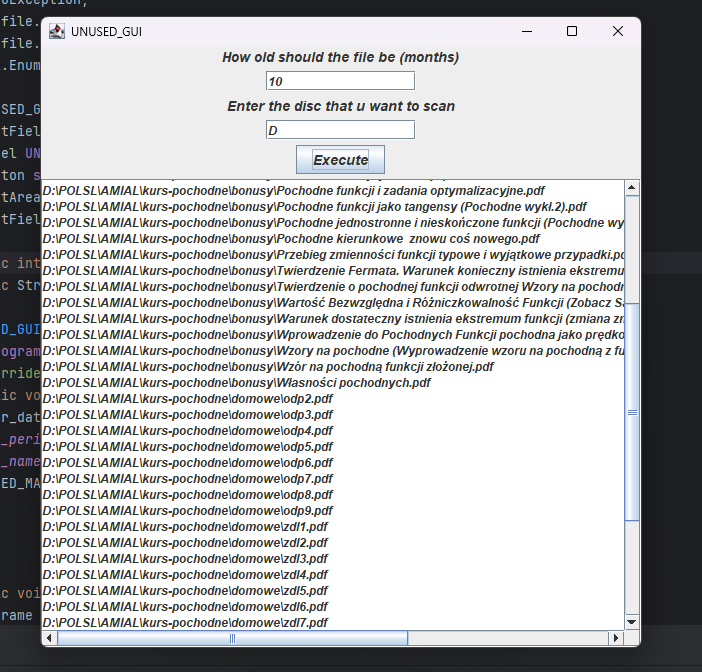 oException;
file.
file.
.Enum
UNUSED_GUI
How old should the file be (months)
10
Enter the disc that u want to scan
D
Execute
D:\POLSL\AMIAL\kurs-pochodne\bonusy\Pochodne funkcji i zadania optymalizacyjne.pdf
D:\POLSL\AMIAL\kurs-pochodne\bonusy\Pochodne funkcji jako tangensy (Pochodne wykł.2).pdf
D:\POLSL\AMIAL\kurs-pochodne\bonusy\Pochodne jednostronne i nieskończone funkcji (Pochodne wy
D:\POLSL\AMIAL\kurs-pochodne\bonusy\Pochodne kierunkowe  znowu coś nowego.pdf
D:\POLSL\AMIAL\kurs-pochodne\bonusy\Przebieg zmienności funkcji typowe i wyjątkowe przypadki.pd
D:\POLSL\AMIAL\kurs-pochodne\bonusy\Twierdzenie Fermata. Warunek konieczny istnienia ekstremu
D:\POLSL\AMIAL\kurs-pochodne\bonusy\Twierdzenie o pochodnej funkcji odwrotnej Wzory na pochodn
D:\POLSL\AMIAL\kurs-pochodne\bonusy\Wartość Bezwzględna i Różniczkowalność Funkcji (Zobacz Sa
D:\POLSL\AMIAL\kurs-pochodne\bonusy\Warunek dostateczny istnienia ekstremum funkcji (zmiana zn
D:\POLSL\AMIAL\kurs-pochodne\bonusy\Wprowadzenie do Pochodnych Funkcji pochodna jako prędko
D:\POLSL\AMIAL\kurs-pochodne\bonusy\Wzory na pochodne (Wyprowadzenie wzoru na pochodną z fu
D:\POLSL\AMIAL\kurs-pochodne\bonusy\Wzór na pochodną funkcji złożonej.pdf
D:\POLSL\AMIAL\kurs-pochodne\bonusy\Własności pochodnych.pdf
D:\POLSL\AMIAL\kurs-pochodne\domowe\odp2.pdf
D:\POLSL\AMIAL\kurs-pochodne\domowe\odp3.pdf
D:\POLSL\AMIAL\kurs-pochodne\domowe\odp4.pdf
D:\POLSL\AMIAL\kurs-pochodne\domowe\odp5.pdf
D:\POLSL\AMIAL\kurs-pochodne\domowe\odp6.pdf
D:\POLSL\AMIAL\kurs-pochodne\domowe\odp7.pdf
D:\POLSL\AMIAL\kurs-pochodne\domowe\odp8.pdf
D:\POLSL\AMIAL\kurs-pochodne\domowe\odp9.pdf
D:\POLSL\AMIAL\kurs-pochodne\domowe\zdl1.pdf
D:\POLSL\AMIAL\kurs-pochodne\domowe\zdl2.pdf
D:\POLSL\AMIAL\kurs-pochodne\domowe\zdl3.pdf
D:\POLSL\AMIAL\kurs-pochodne\domowe\zdl4.pdf
D:\POLSL\AMIAL\kurs-pochodne\domowe\zdl5.pdf
D:\POLSL\AMIAL\kurs-pochodne\domowe\zdl6.pdf
D:\POLSL\AMIAL\kurs-pochodne\domowe\zdl7.pdf
SED_G
tFiel
el UN
ton s
tArea
tFiel
ic int
ic Str
D_GUI
ogram
rride
ic vo
r_dat
_peri
_name
ED_MA
ic voi
rame